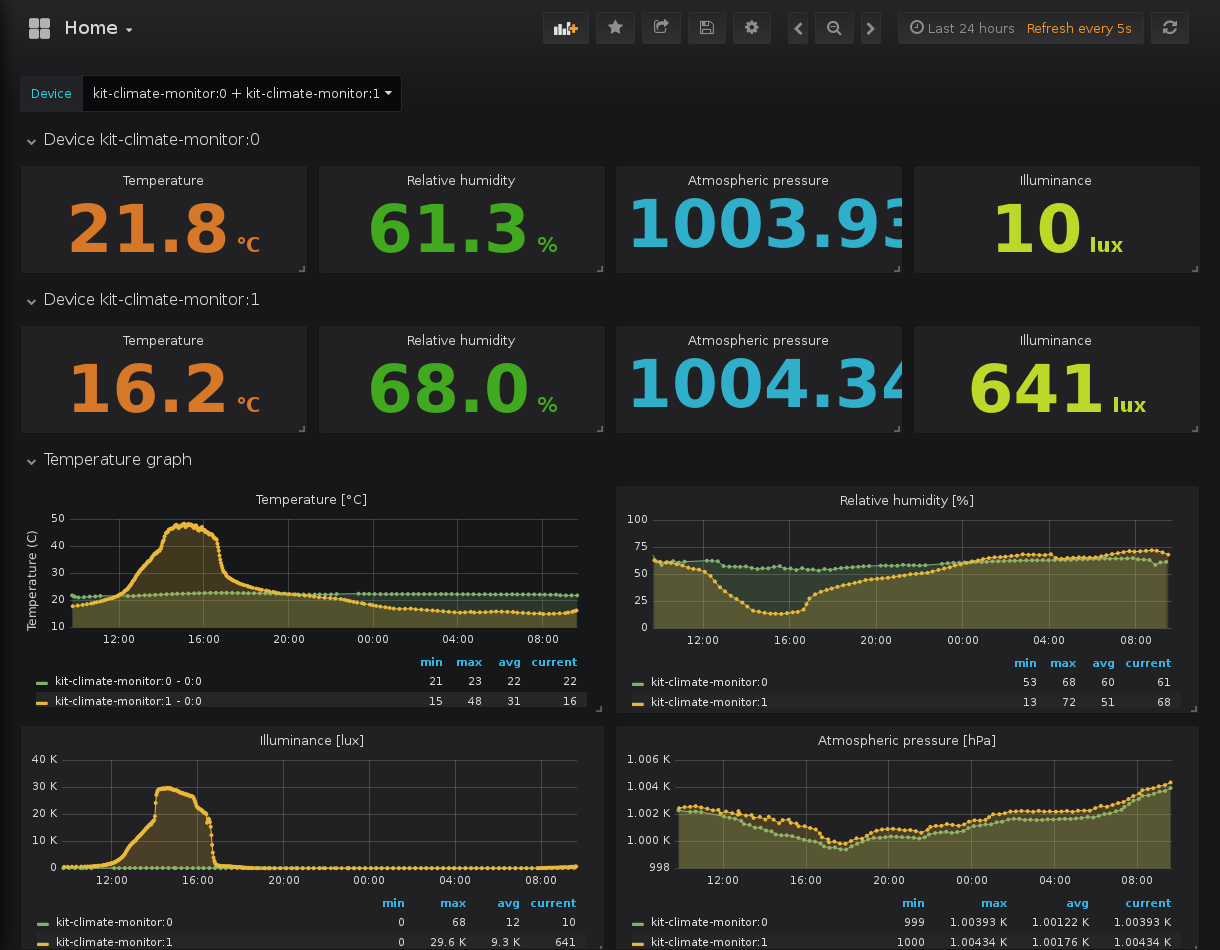 Home
Last 24 hours Refresh every 5s
Device kit-climate-monitor:0 + kit-climate-monitor:1
Device kit-climate-monitor:0
Temperature Relative humidity Atmospheric pressure Illuminance
21.8 °C 61.3 % 1003.93 10 lux
Device kit-climate-monitor:1
Temperature Relative humidity Atmospheric pressure Illuminance
16.2 °C 68.0 % 1004.34 641 lux
Temperature graph
Temperature [°C]
Temperature (C)
50
40
30
20
10
12:00 16:00 20:00 00:00 04:00 08:00
min max avg current
kit-climate-monitor:0 - 0:0 21 23 22 22
kit-climate-monitor:1 - 0:0 15 48 31 16
Relative humidity [%]
100
75
50
25
0
12:00 16:00 20:00 00:00 04:00 08:00
min max avg current
kit-climate-monitor:0 53 68 60 61
kit-climate-monitor:1 13 72 51 68
Illuminance [lux]
40 K
30 K
20 K
10 K
0
12:00 16:00 20:00 00:00 04:00 08:00
min max avg current
kit-climate-monitor:0 0 68 12 10
kit-climate-monitor:1 0 29.6 K 9.3 K 641
Atmospheric pressure [hPa]
1.006 K
1.004 K
1.002 K
1.000 K
998
12:00 16:00 20:00 00:00 04:00 08:00
min max avg current
kit-climate-monitor:0 999 1.00393 K 1.00122 K 1.00393 K
kit-climate-monitor:1 1000 1.00434 K 1.00176 K 1.00434 K